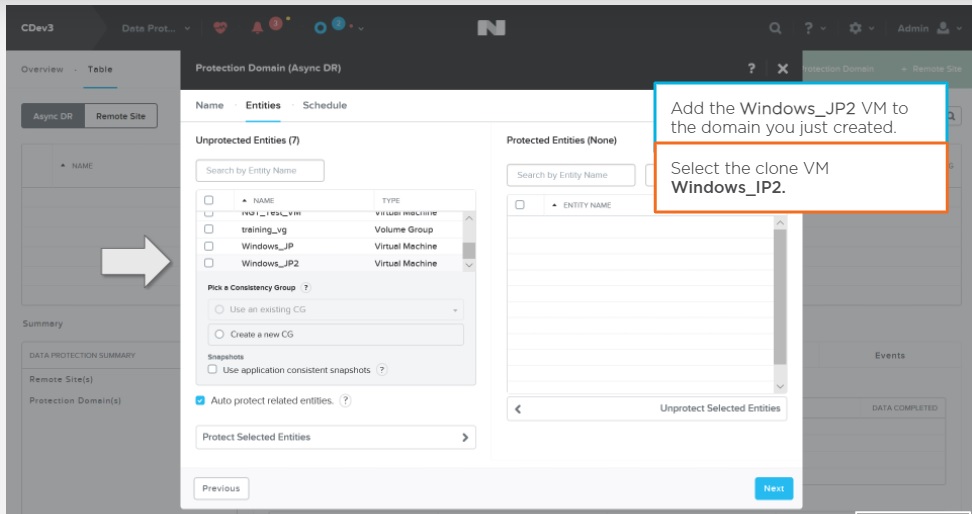 CDev3
Data Prot...
3
2
N
?
Admin
Overview · Table
Protection Domain (Async DR)
?
×
Protection Domain
+ Remote Site
Async DR
Remote Site
Name · Entities · Schedule
Add the Windows_JP2 VM to
the domain you just created.
Select the clone VM
Windows_IP2.
NAME
Unprotected Entities (7)
Search by Entity Name
NAME
TYPE
NGT_Test_VM
Virtual Machine
training_vg
Volume Group
Windows_JP
Virtual Machine
Windows_JP2
Virtual Machine
Pick a Consistency Group ?
Use an existing CG
Create a new CG
Snapshots
Use application consistent snapshots ?
Auto protect related entities. ?
Protect Selected Entities
Protected Entities (None)
Search by Entity Name
ENTITY NAME
Unprotect Selected Entities
Summary
DATA PROTECTION SUMMARY
Remote Site(s)
Protection Domain(s)
Events
DATA COMPLETED
Previous
Next